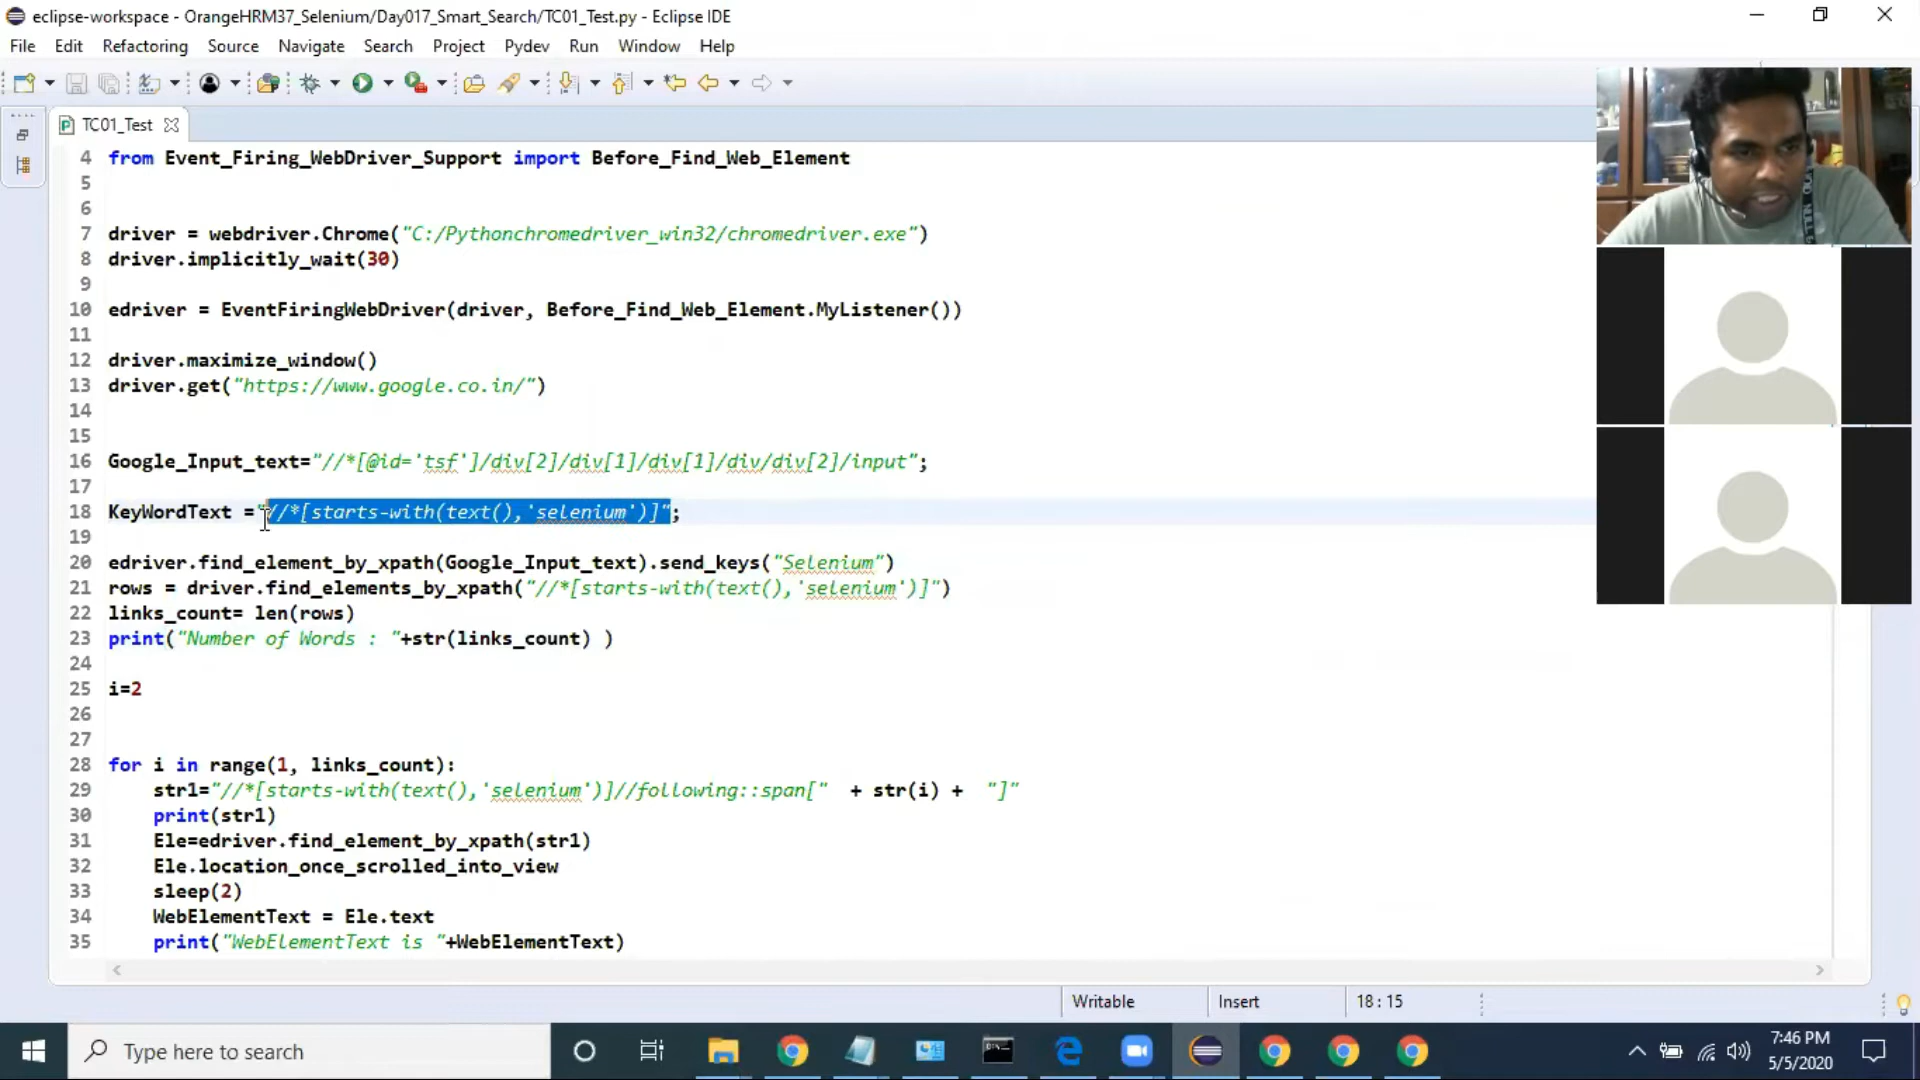 eclipse-workspace - OrangeHRM37_Selenium/Day017_Smart_Search/TC01_Test.py - Eclipse IDE
File Edit Refactoring Source Navigate Search Project Pydev Run Window Help
TC01_Test
4 from Event_Firing_WebDriver_Support import Before_Find_Web_Element
5
6
7 driver = webdriver.Chrome("C:/Pythonchromedriver_win32/chromedriver.exe")
8 driver.implicitly_wait(30)
9
10 edriver = EventFiringWebDriver(driver, Before_Find_Web_Element.MyListener())
11
12 driver.maximize_window()
13 driver.get("https://www.google.co.in/")
14
15
16 Google_Input_text="//*[@id='tsf']/div[2]/div[1]/div[1]/div/div[2]/input";
17
18 KeyWordText ="//*[starts-with(text(),'selenium')]";
19
20 edriver.find_element_by_xpath(Google_Input_text).send_keys("Selenium")
21 rows = driver.find_elements_by_xpath("//*[starts-with(text(),'selenium')]")
22 links_count= len(rows)
23 print("Number of Words : "+str(links_count) )
24
25 i=2
26
27
28 for i in range(1, links_count):
29 str1="//*[starts-with(text(),'selenium')]//following::span[" + str(i) + "]"
30 print(str1)
31 Ele=edriver.find_element_by_xpath(str1)
32 Ele.location_once_scrolled_into_view
33 sleep(2)
34 WebElementText = Ele.text
35 print("WebElementText is "+WebElementText)
Writable Insert 18 : 15
Type here to search
7:46 PM
5/5/2020